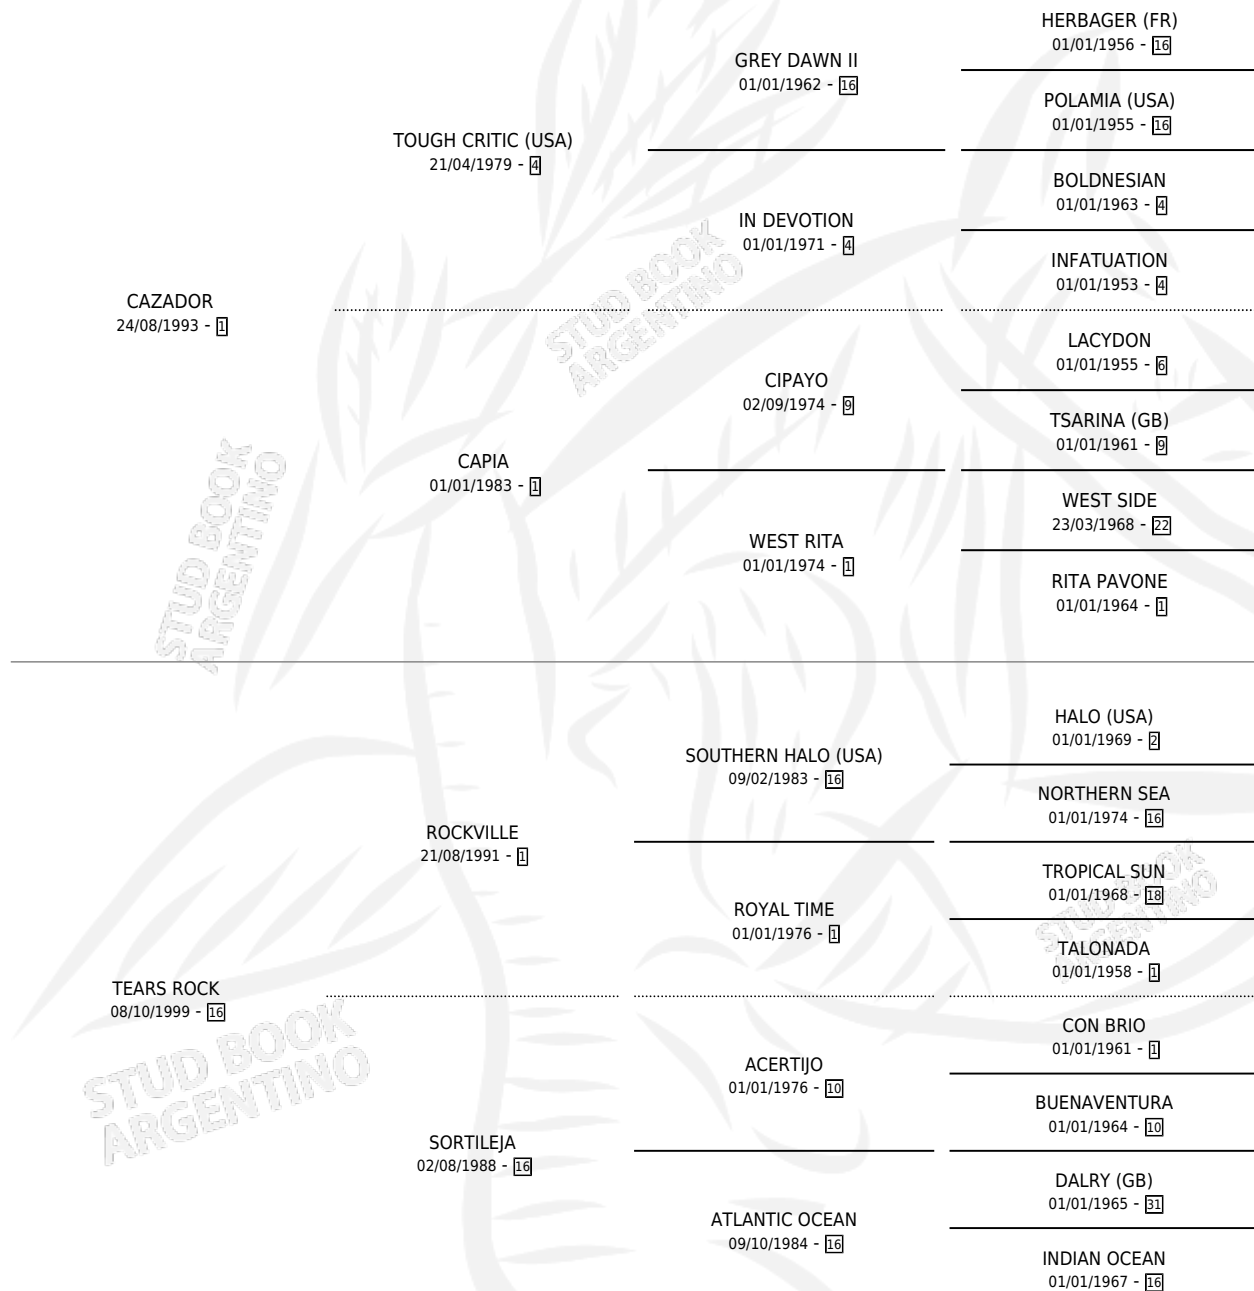 HERBAGER (FR)
01/01/1956 - 16
GREY DAWN II
01/01/1962 - 16
POLAMIA (USA)
01/01/1955 - 16
TOUGH CRITIC (USA)
21/04/1979 - 4
BOLDNESIAN
01/01/1963 - 4
IN DEVOTION
01/01/1971 - 4
INFATUATION
01/01/1953 - 4
CAZADOR
24/08/1993 - 1
LACYDON
01/01/1955 - 6
CIPAYO
02/09/1974 - 9
TSARINA (GB)
01/01/1961 - 9
CAPIA
01/01/1983 - 1
WEST SIDE
23/03/1968 - 22
WEST RITA
01/01/1974 - 1
RITA PAVONE
01/01/1964 - 1
HALO (USA)
01/01/1969 - 2
SOUTHERN HALO (USA)
09/02/1983 - 16
NORTHERN SEA
01/01/1974 - 16
ROCKVILLE
21/08/1991 - 1
TROPICAL SUN
01/01/1968 - 18
ROYAL TIME
01/01/1976 - 1
TALONADA
01/01/1958 - 1
TEARS ROCK
08/10/1999 - 16
CON BRIO
01/01/1961 - 1
ACERTIJO
01/01/1976 - 10
BUENAVENTURA
01/01/1964 - 10
SORTILEJA
02/08/1988 - 16
DALRY (GB)
01/01/1965 - 31
ATLANTIC OCEAN
09/10/1984 - 16
INDIAN OCEAN
01/01/1967 - 16
STUD BOOK
ARGENTINO
STUD BOOK
ARGENTINO
STUD BOOK
ARGENTINO
STUD BOOK
ARGENTINO